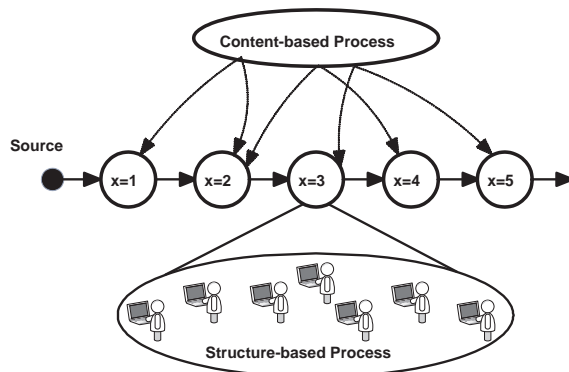 Content-based Process
Source
x=1 x=2 x=3 x=4 x=5
Structure-based Process